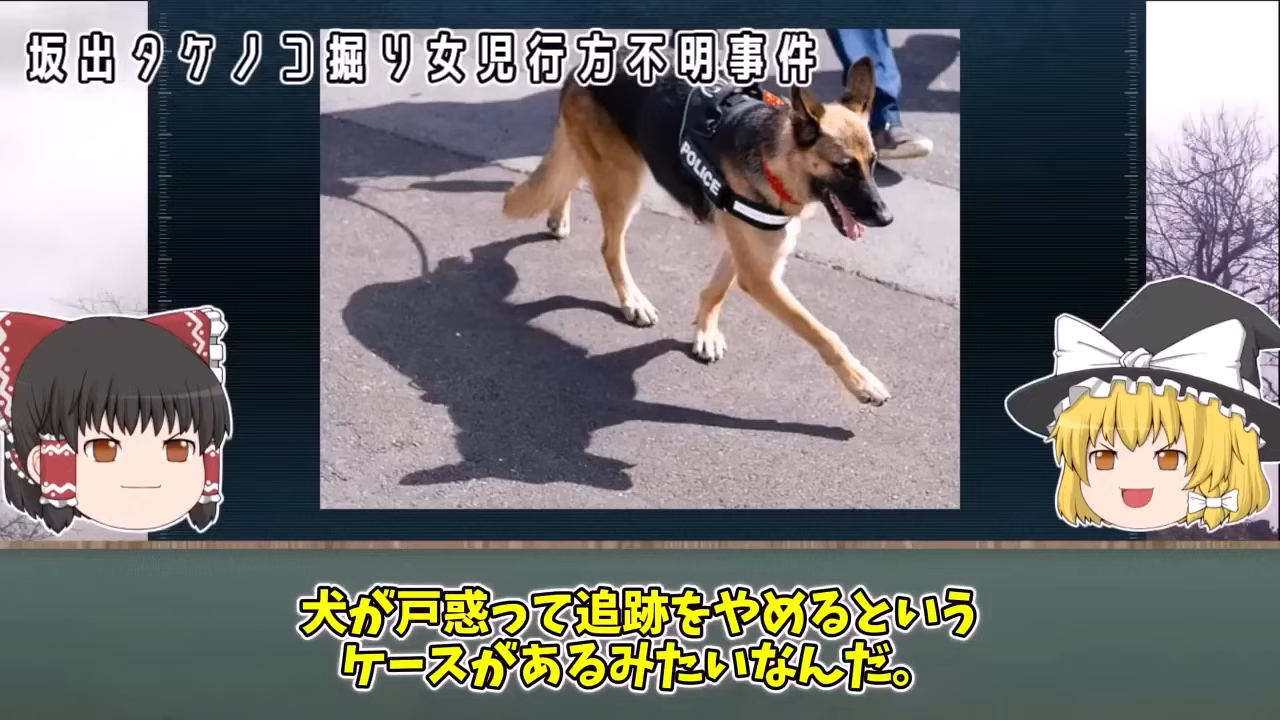 坂出タケノコ掘り女児行方不明事件
POLICE
犬が戸惑って追跡をやめるという
ケースがあるみたいなんだ。